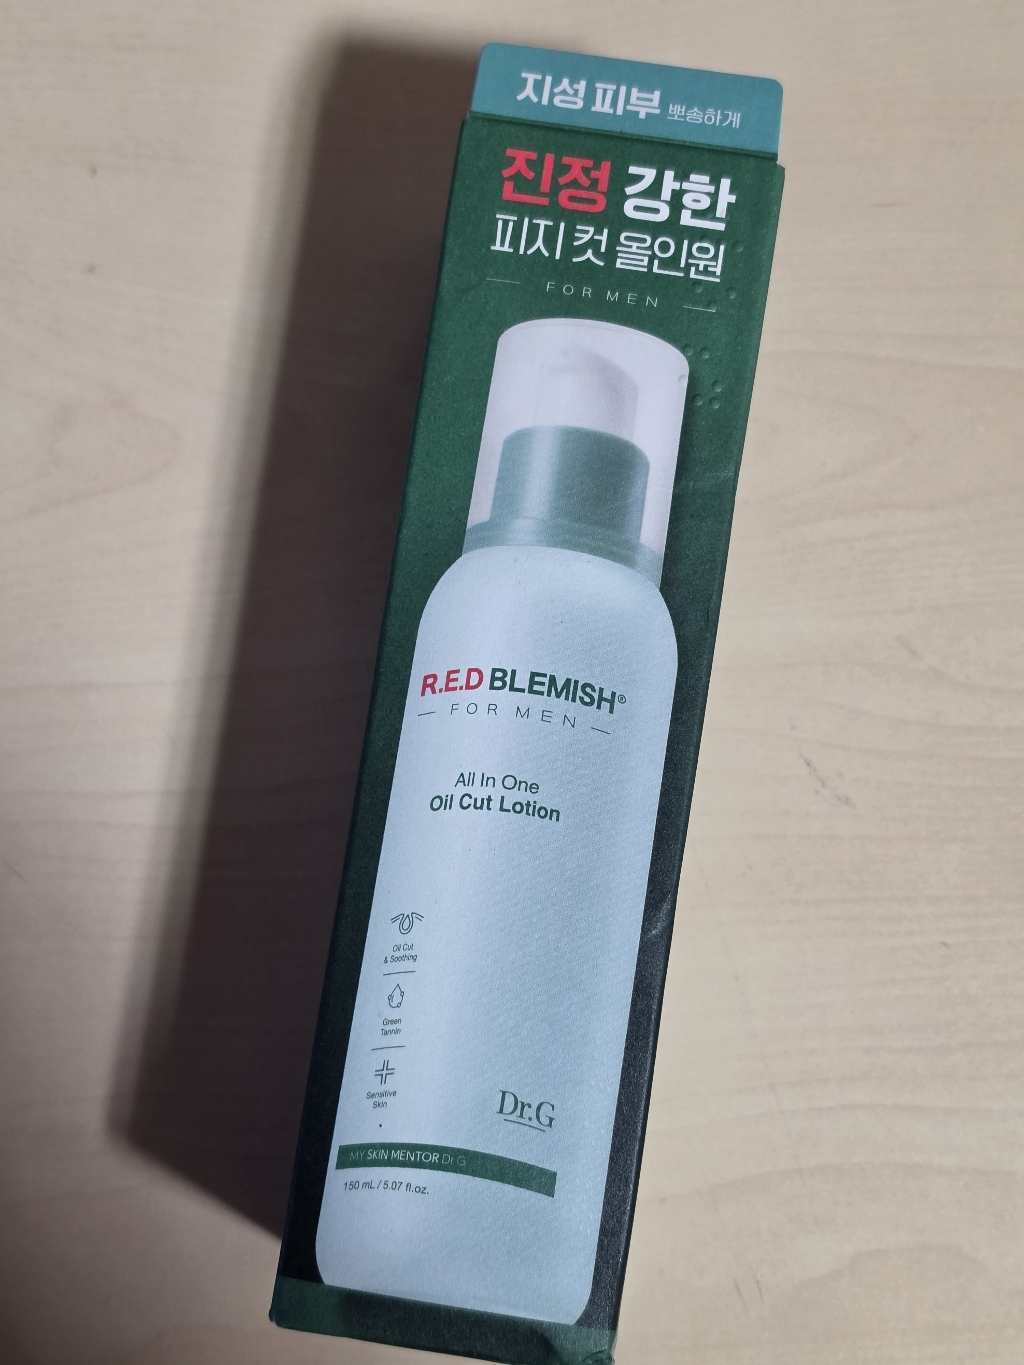 지성 피부 뽀송하게
진정 강한
피지 컷 올인원
FOR MEN
R.E.D BLEMISH®
FOR MEN
All In One
Oil Cut Lotion
Oil Cut
& Soothing
Green
Tannin
Sensitive
Skin
Dr.G
MY SKIN MENTOR Dr.G
150 mL / 5.07 fl.oz.